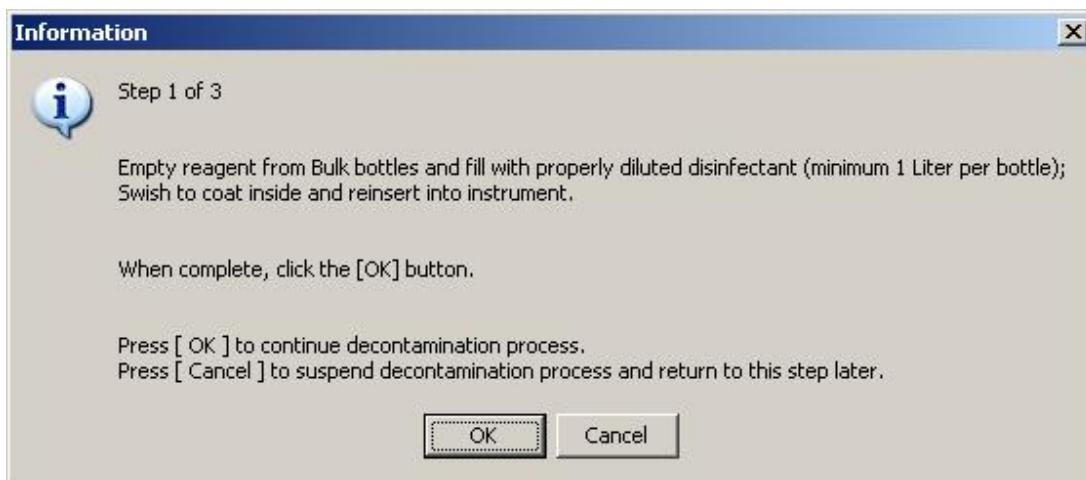 Information
Step 1 of 3
Empty reagent from Bulk bottles and fill with properly diluted disinfectant (minimum 1 Liter per bottle);
Swish to coat inside and reinsert into instrument.
When complete, click the [OK] button.
Press [ OK ] to continue decontamination process.
Press [ Cancel ] to suspend decontamination process and return to this step later.
OK
Cancel